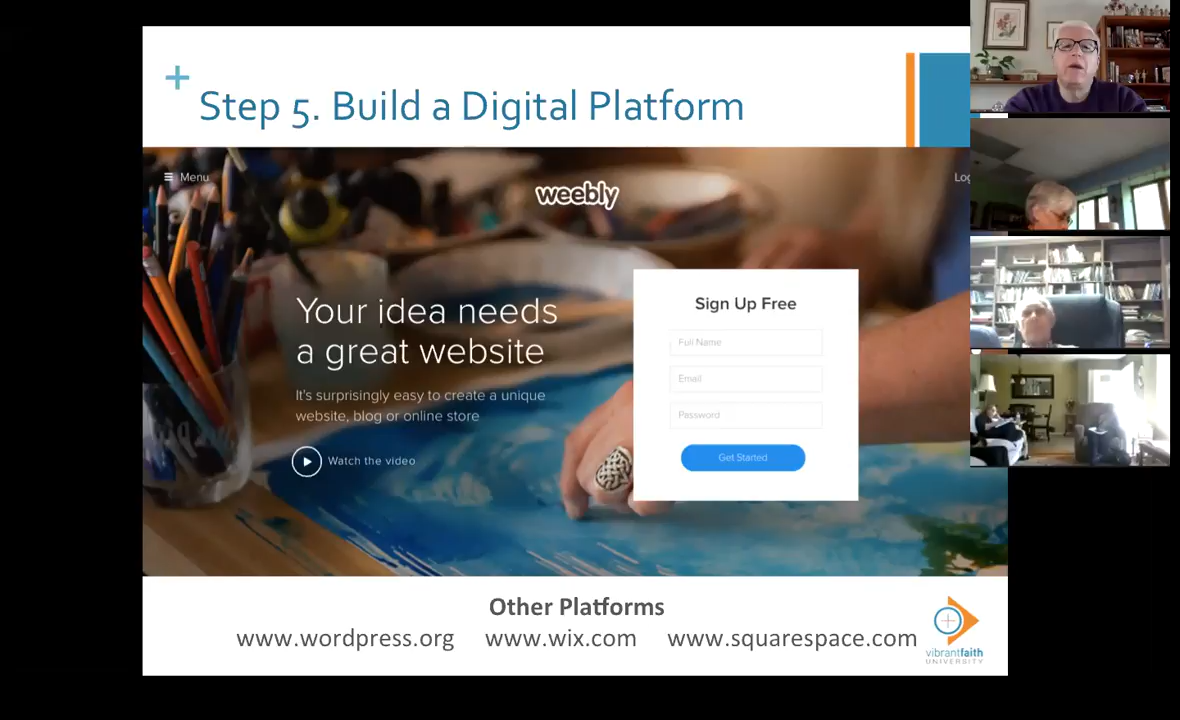 +
Step 5. Build a Digital Platform
Menu
weebly
Log
Your idea needs
a great website
It's surprisingly easy to create a unique
website, blog or online store
Watch the video
Sign Up Free
Full Name
Email
Password
Get Started
Other Platforms
www.wordpress.org www.wix.com www.squarespace.com
vibrantfaith
UNIVERSITY